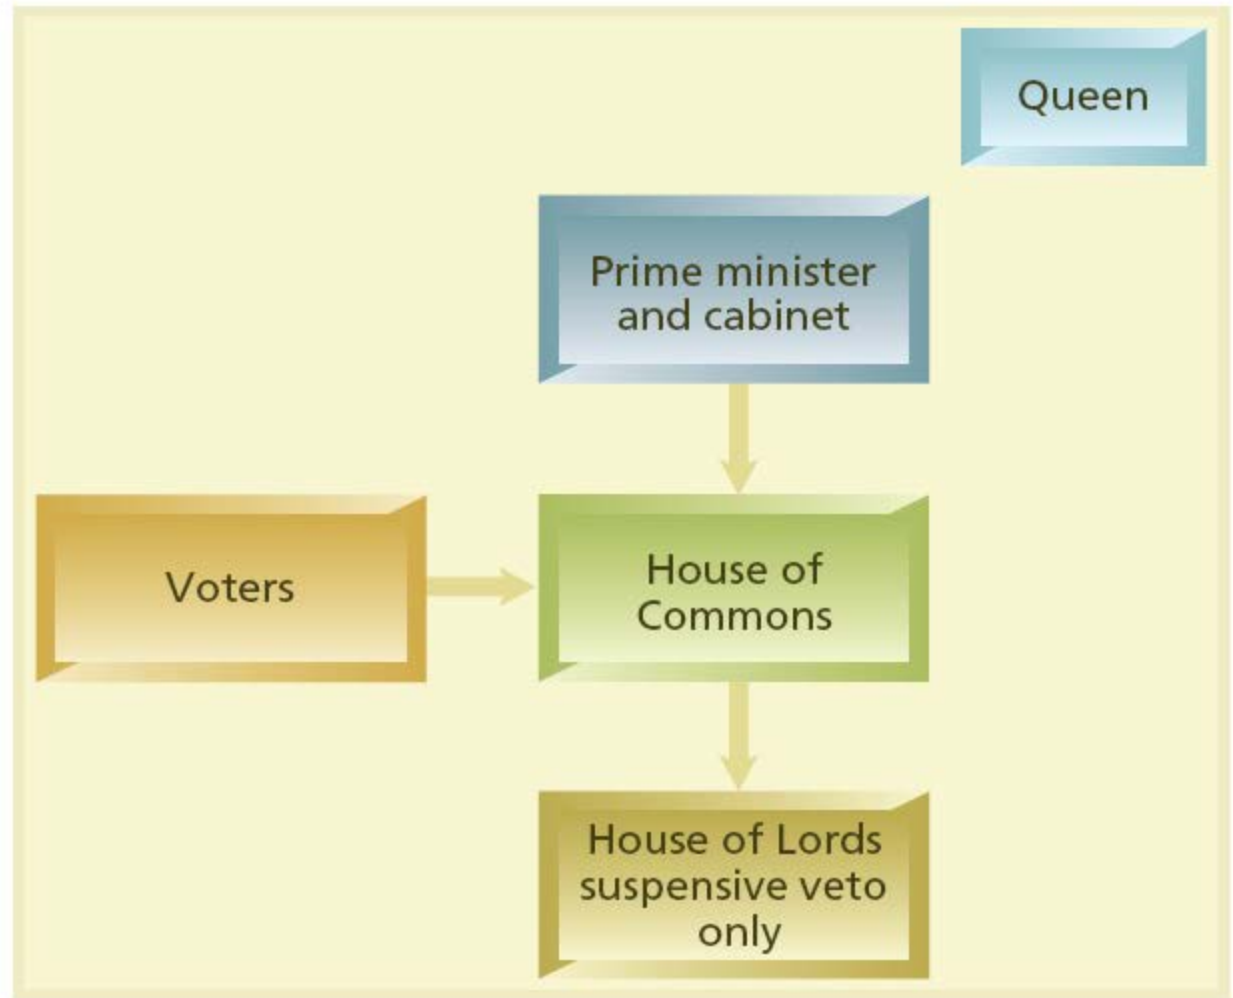 Queen
Prime minister
and cabinet
Voters
House of
Commons
House of Lords
suspensive veto
only